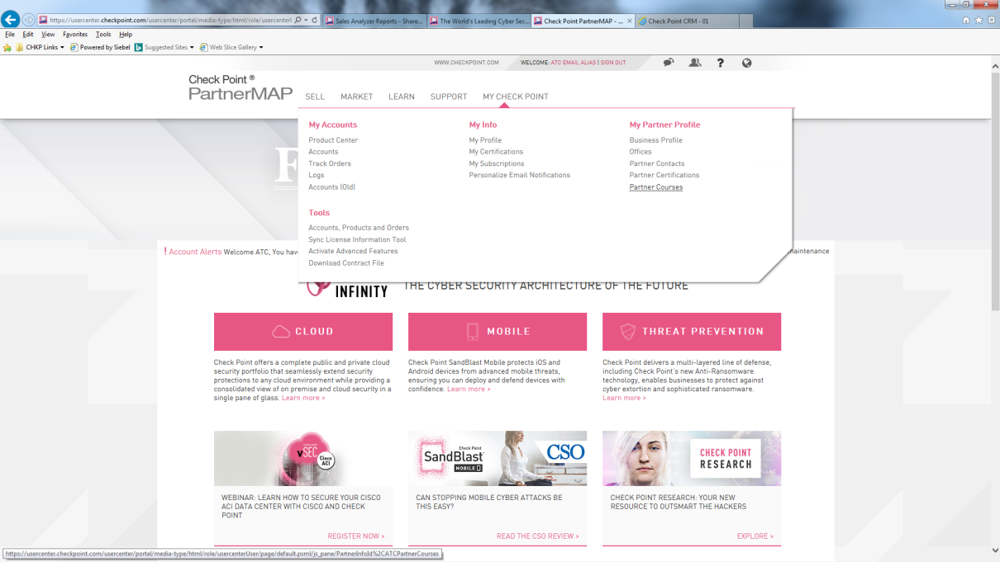 https://usercenter.checkpoint.com/usercenter/portal/media-type/html/role/usercenterl
Sales Analyzer Reports - Share...
The World's Leading Cyber Sec...
Check Point PartnerMAP - ...
Check Point CRM - 01
File Edit View Favorites Tools Help
CHKP Links
Powered by Siebel
Suggested Sites
Web Slice Gallery
WWW.CHECKPOINT.COM
WELCOME: ATC EMAIL ALIAS | SIGN OUT
Check Point ®
PartnerMAP
SELL MARKET LEARN SUPPORT MY CHECK POINT
My Accounts
Product Center
Accounts
Track Orders
Logs
Accounts (Old)
My Info
My Profile
My Certifications
My Subscriptions
Personalize Email Notifications
My Partner Profile
Business Profile
Offices
Partner Contacts
Partner Certifications
Partner Courses
Tools
Accounts, Products and Orders
Sync License Information Tool
Activate Advanced Features
Download Contract File
F
! Account Alerts Welcome ATC, You hav
maintenance
INFINITY
THE CYBER SECURITY ARCHITECTURE OF THE FUTURE
CLOUD
Check Point offers a complete public and private cloud
security portfolio that seamlessly extend security
protections to any cloud environment while providing a
consolidated view of on premise and cloud security in a
single pane of glass. Learn more >
MOBILE
Check Point SandBlast Mobile protects iOS and
Android devices from advanced mobile threats,
ensuring you can deploy and defend devices with
confidence. Learn more >
THREAT PREVENTION
Check Point delivers a multi-layered line of defense,
including Check Point's new Anti-Ransomware
technology, enables businesses to protect against
cyber extortion and sophisticated ransomware.
Learn more >
vSEC
Cisco
ACI
WEBINAR: LEARN HOW TO SECURE YOUR CISCO
ACI DATA CENTER WITH CISCO AND CHECK
POINT
REGISTER NOW >
Check Point
SandBlast
MOBILE
CSO
CAN STOPPING MOBILE CYBER ATTACKS BE
THIS EASY?
READ THE CSO REVIEW >
CHECK POINT
RESEARCH
CHECK POINT RESEARCH: YOUR NEW
RESOURCE TO OUTSMART THE HACKERS
EXPLORE >
https://usercenter.checkpoint.com/usercenter/portal/media-type/html/role/usercenterUser/page/default.psml/js_pane/PartnerInfoId%2CATCPartnerCourses